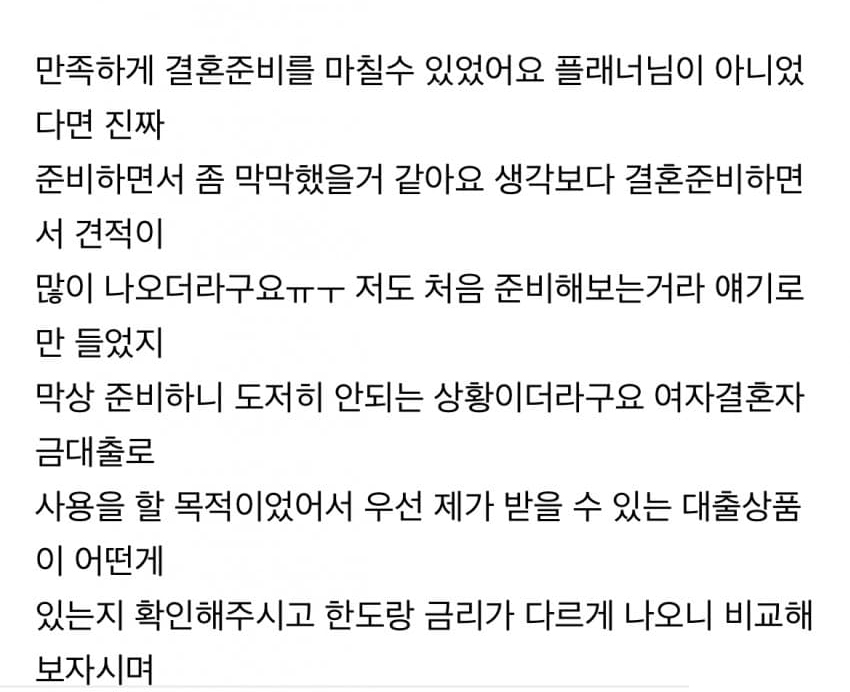 만족하게 결혼준비를 마칠수 있었어요 플래너님이 아니었
다면 진짜
준비하면서 좀 막막했을거 같아요 생각보다 결혼준비하면
서 견적이
많이 나오더라구요ㅠㅜ 저도 처음 준비해보는거라 얘기로
만 들었지
막상 준비하니 도저히 안되는 상황이더라구요 여자결혼자
금대출로
사용을 할 목적이었어서 우선 제가 받을 수 있는 대출상품
이 어떤게
있는지 확인해주시고 한도랑 금리가 다르게 나오니 비교해
보자시며